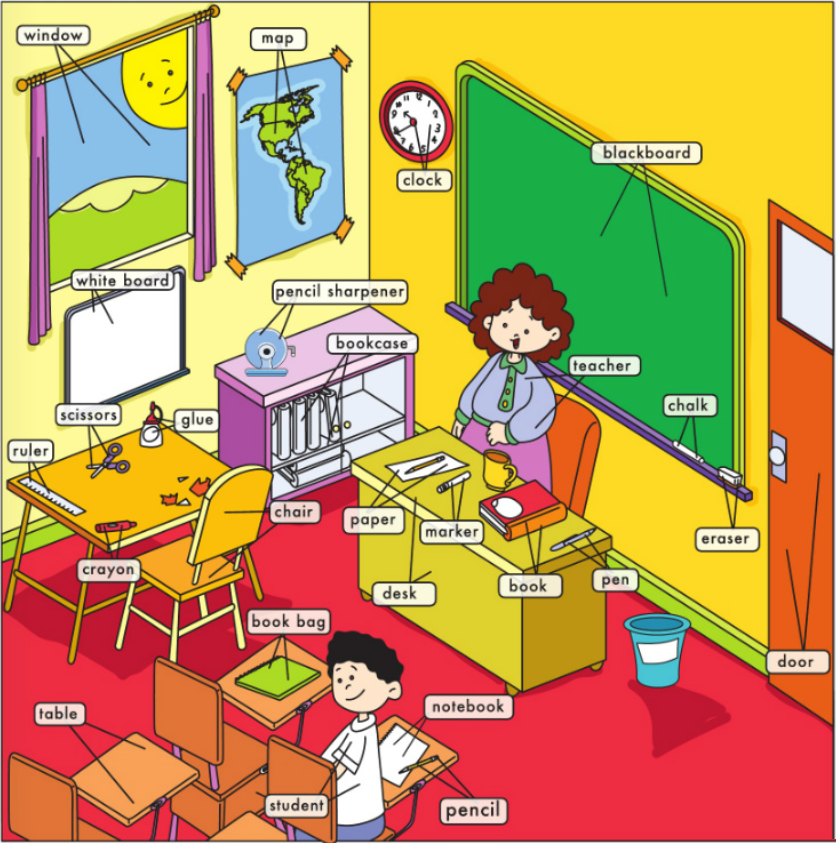 window
map
clock
blackboard
white board
pencil sharpener
bookcase
teacher
scissors
glue
chalk
ruler
chair
paper
marker
eraser
crayon
desk
book
pen
book bag
door
table
notebook
student
pencil